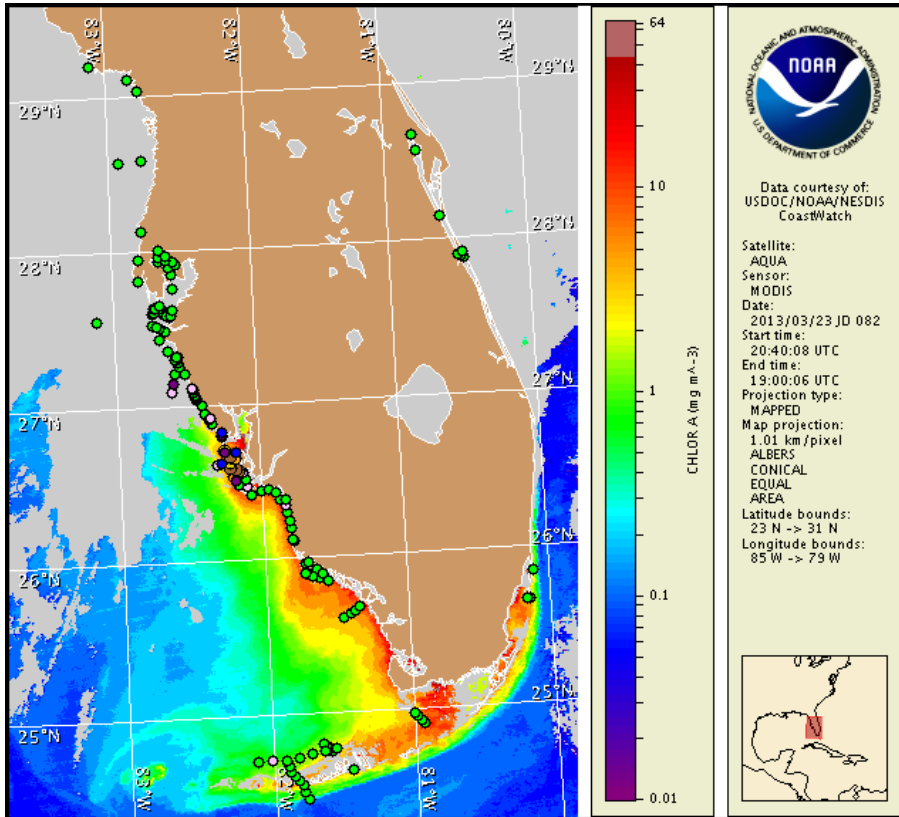 83°W
82°W
81°W
80°W
29°N
29°N
28°N
28°N
27°N
27°N
26°N
26°N
25°N
25°N
83°W
82°W
81°W
64
10
1
0.1
0.01
CHLOR A (mg m^-3)
NATIONAL OCEANIC AND ATMOSPHERIC ADMINISTRATION
NOAA
U.S. DEPARTMENT OF COMMERCE
Data courtesy of:
USDOC/NOAA/NESDIS
CoastWatch
Satellite:
AQUA
Sensor:
MODIS
Date:
2013/03/23 JD 082
Start time:
20:40:08 UTC
End time:
19:00:06 UTC
Projection type:
MAPPED
Map projection:
1.01 km/pixel
ALBERS
CONICAL
EQUAL
AREA
Latitude bounds:
23 N -> 31 N
Longitude bounds:
85 W -> 79 W